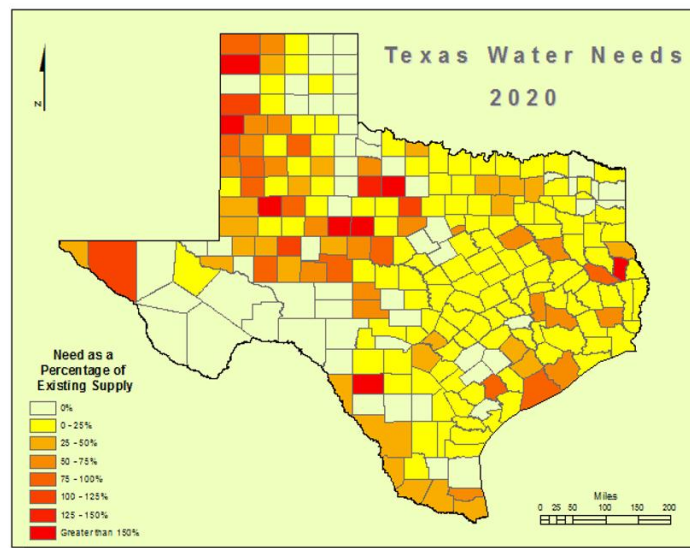 Texas Water Needs
2020
N
Need as a
Percentage of
Existing Supply
0%
0 - 25%
25 - 50%
50 - 75%
75 - 100%
100 - 125%
125 - 150%
Greater than 150%
Miles
0 25 50 100 150 200